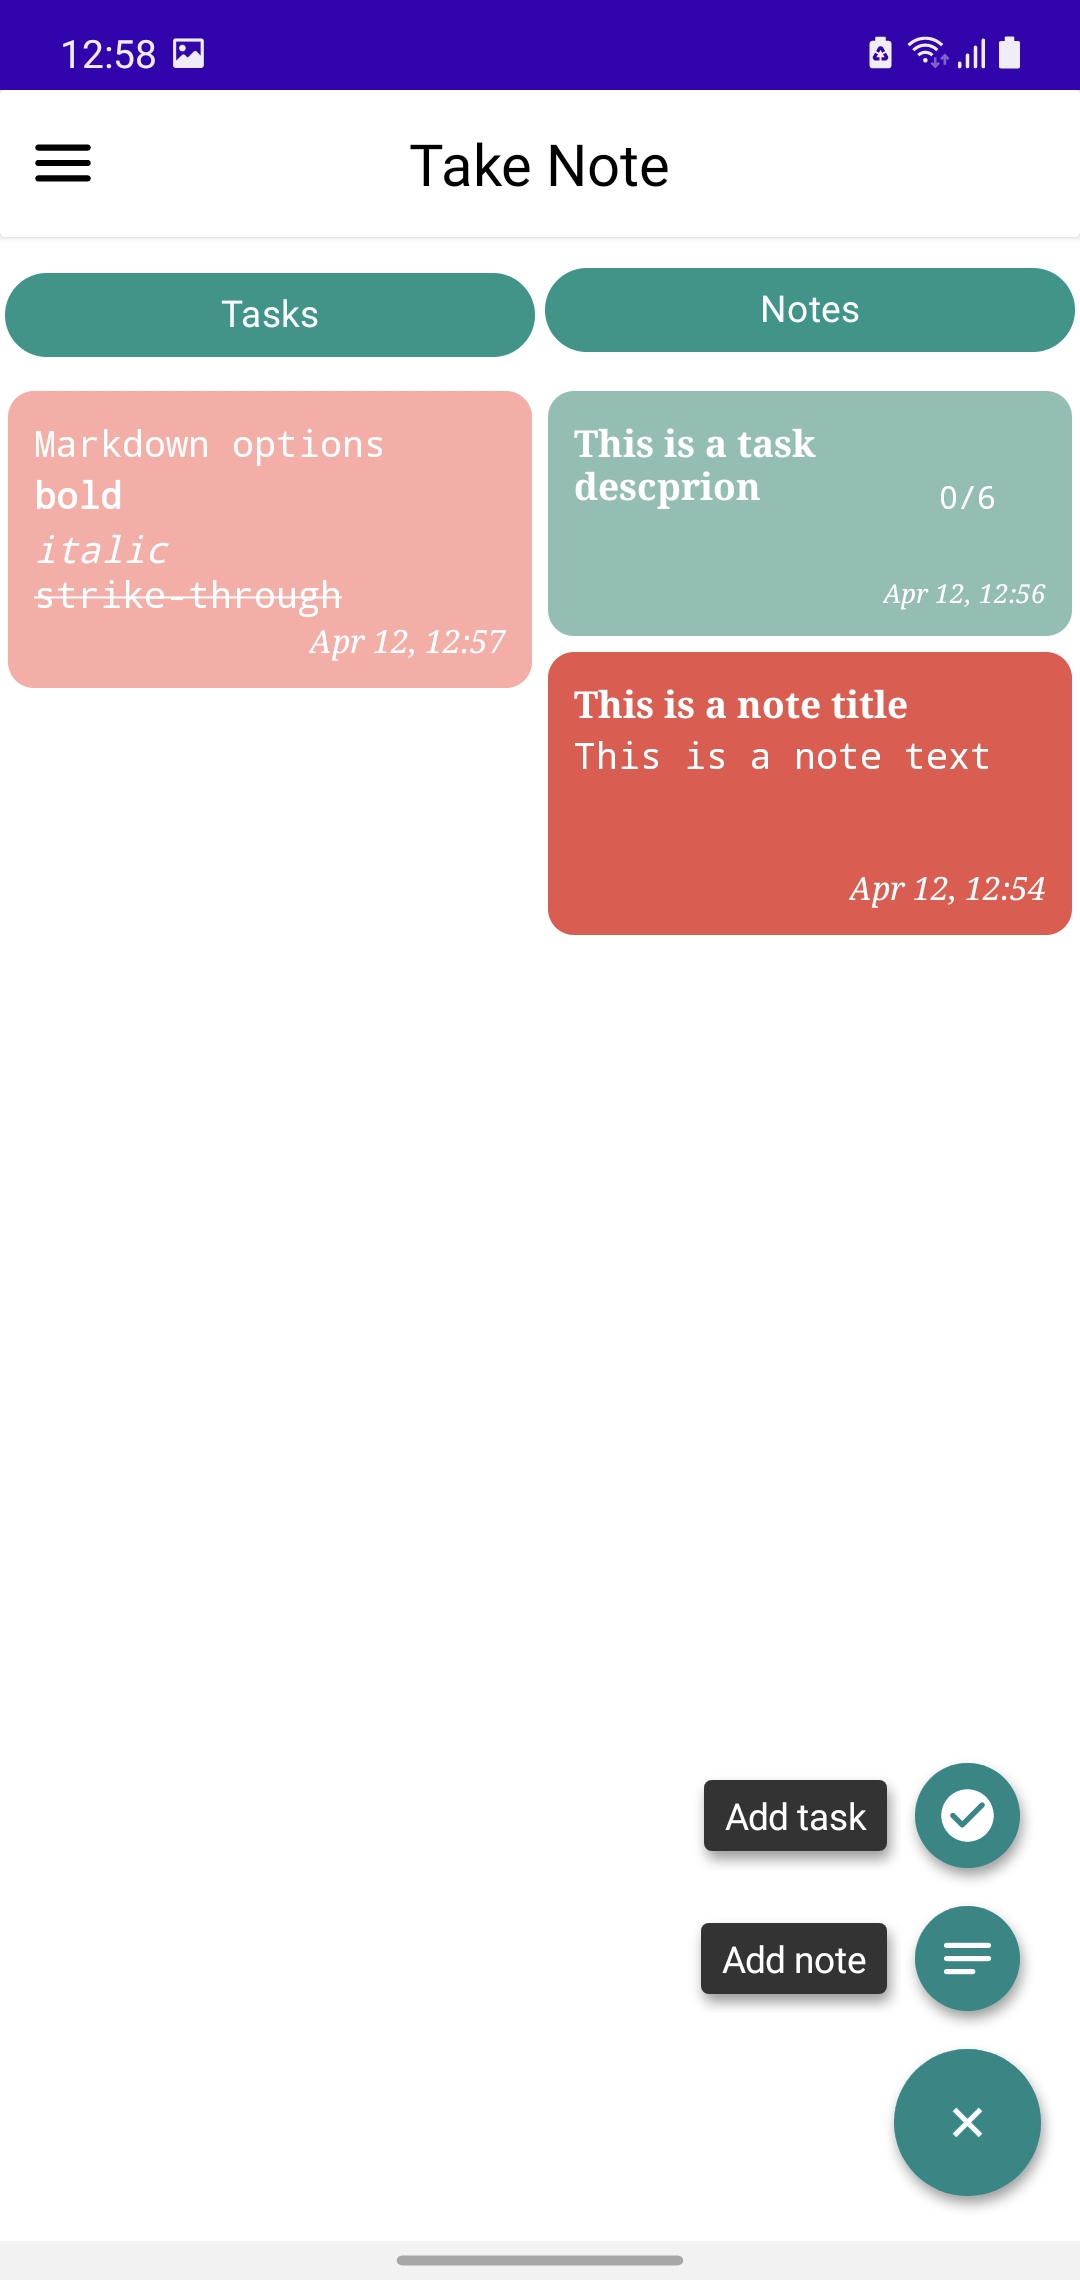 12:58
Take Note
Tasks
Notes
Markdown options
bold
italic
strike-through
Apr 12, 12:57
This is a task
descprion
0/6
Apr 12, 12:56
This is a note title
This is a note text
Apr 12, 12:54
Add task
Add note